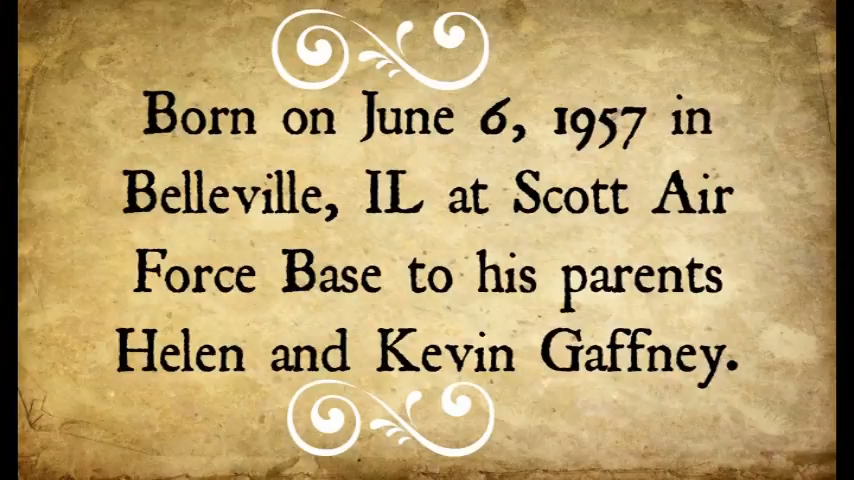 Born on June 6, 1957 in
Belleville, IL at Scott Air
Force Base to his parents
Helen and Kevin Gaffney.